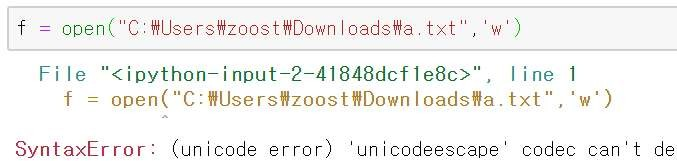 f = open("C:₩Users₩zoost₩Downloads₩a.txt",'w')
File "<ipython-input-2-41848dcf1e8c>", line 1
f = open("C:₩Users₩zoost₩Downloads₩a.txt",'w')
^
SyntaxError: (unicode error) 'unicodeescape' codec can't de